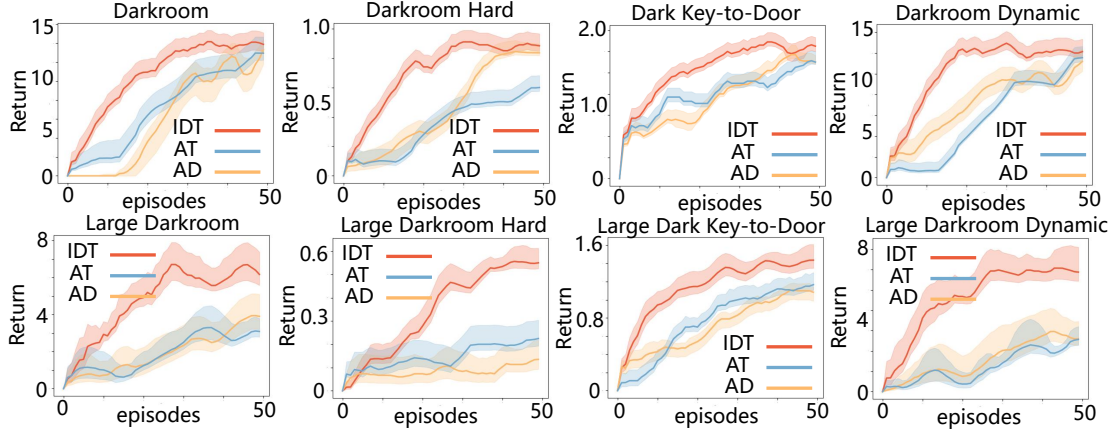 Darkroom
15
10
5
0
Return
IDT
AT
AD
0
50
episodes
Darkroom Hard
1.0
0.5
0
Return
IDT
AT
AD
0
50
episodes
Dark Key-to-Door
2.0
1.0
0
Return
IDT
AT
AD
0
50
episodes
Darkroom Dynamic
15
10
5
0
Return
IDT
AT
AD
0
50
episodes
Large Darkroom
8
4
0
Return
IDT
AT
AD
0
50
episodes
Large Darkroom Hard
0.6
0.3
0
Return
IDT
AT
AD
0
50
episodes
Large Dark Key-to-Door
1.6
0.8
0
Return
IDT
AT
AD
0
50
episodes
Large Darkroom Dynamic
8
4
0
Return
IDT
AT
AD
0
50
episodes